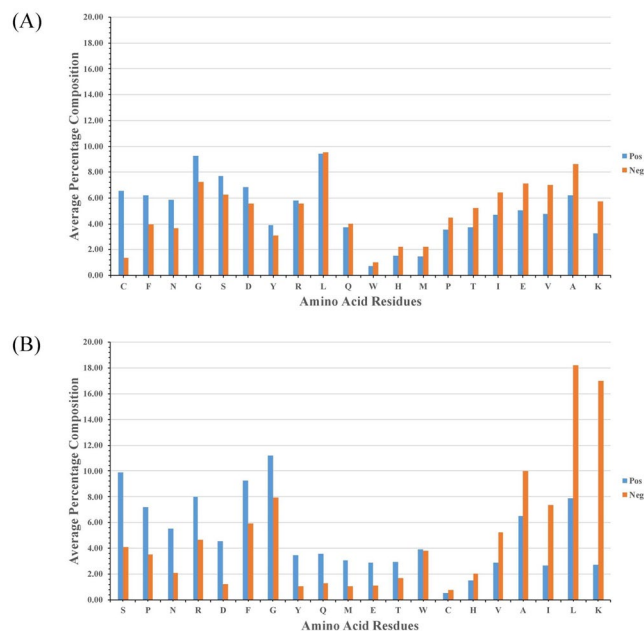 (A)
20.00
18.00
16.00
14.00
12.00
10.00
8.00
6.00
4.00
2.00
0.00
Average Percentage Composition
C F N G S D Y R L Q W H M P T I E V A K
Amino Acid Residues
Pos
Neg
(B)
20.00
18.00
16.00
14.00
12.00
10.00
8.00
6.00
4.00
2.00
0.00
Average Percentage Composition
S P N R D F G Y Q M E T W C H V A I L K
Amino Acid Residues
Pos
Neg